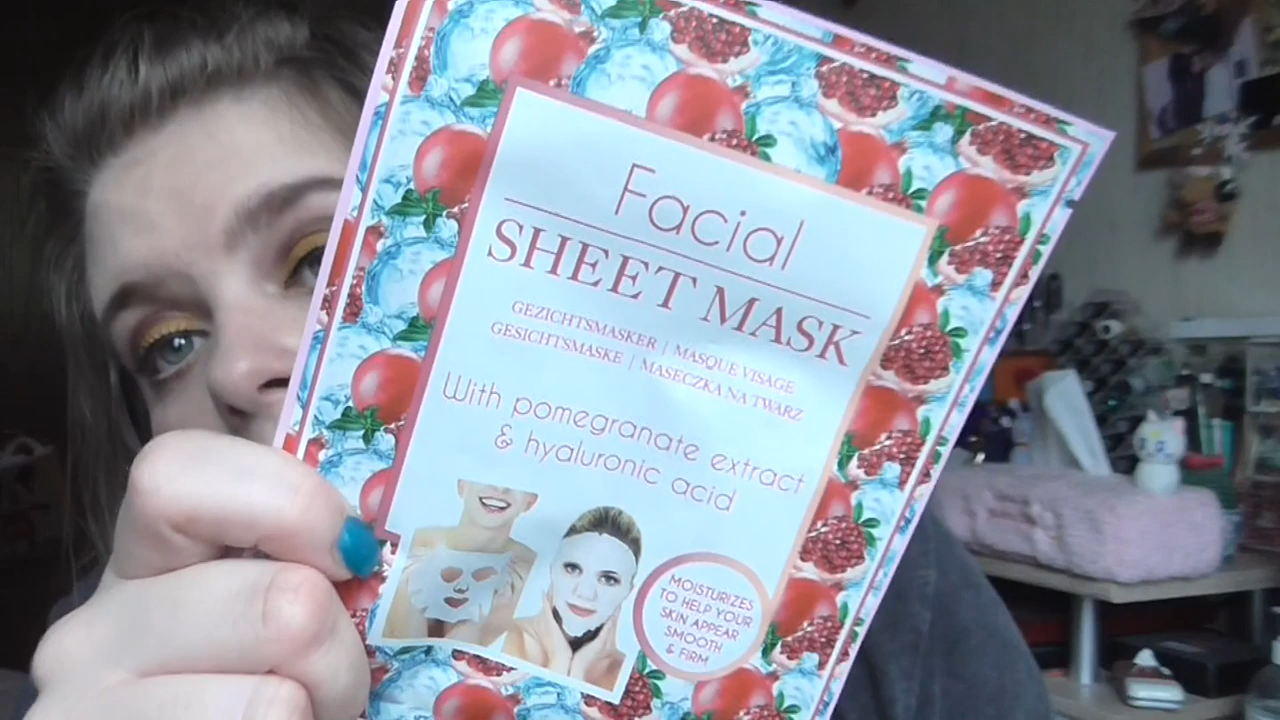 Facial
SHEET MASK
GEZICHTSMASKER | MASQUE VISAGE
GESICHTSMASKE | MASECZKA NA TWARZ
With pomegranate extract
& hyaluronic acid
MOISTURIZES
TO HELP YOUR
SKIN APPEAR
SMOOTH
& FIRM